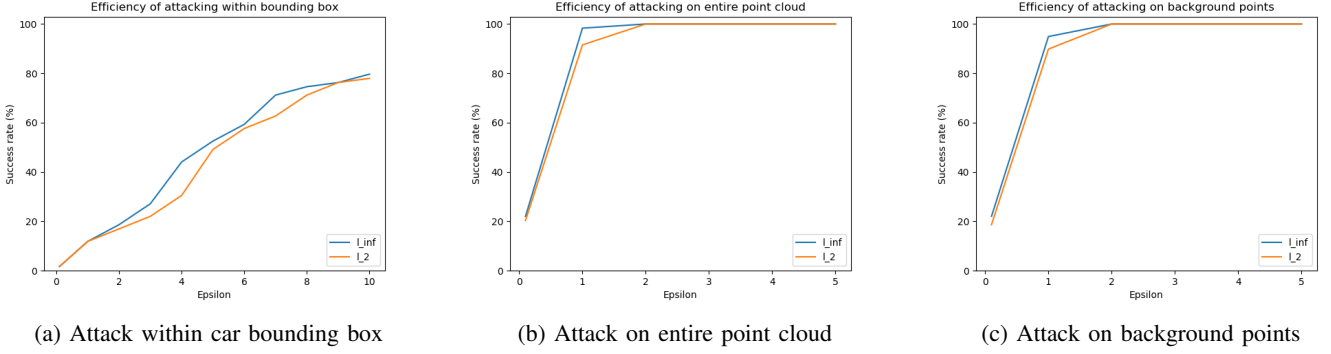 Efficiency of attacking within bounding box
100
80
60
40
20
0
Success rate (%)
0 2 4 6 8 10
Epsilon
l_inf
l_2
(a) Attack within car bounding box
Efficiency of attacking on entire point cloud
100
80
60
40
20
0
Success rate (%)
0 1 2 3 4 5
Epsilon
l_inf
l_2
(b) Attack on entire point cloud
Efficiency of attacking on background points
100
80
60
40
20
0
Success rate (%)
0 1 2 3 4 5
Epsilon
l_inf
l_2
(c) Attack on background points